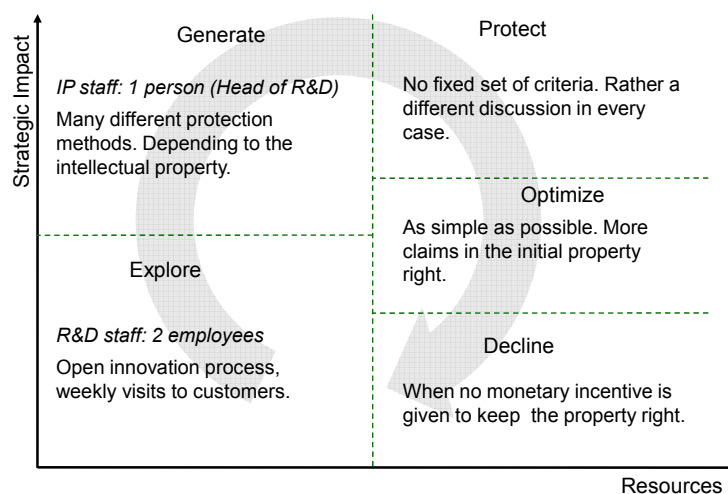 Strategic Impact
Generate
IP staff: 1 person (Head of R&D)
Many different protection
methods. Depending to the
intellectual property.
Protect
No fixed set of criteria. Rather a
different discussion in every
case.
Optimize
As simple as possible. More
claims in the initial property
right.
Explore
R&D staff: 2 employees
Open innovation process,
weekly visits to customers.
Decline
When no monetary incentive is
given to keep the property right.
Resources